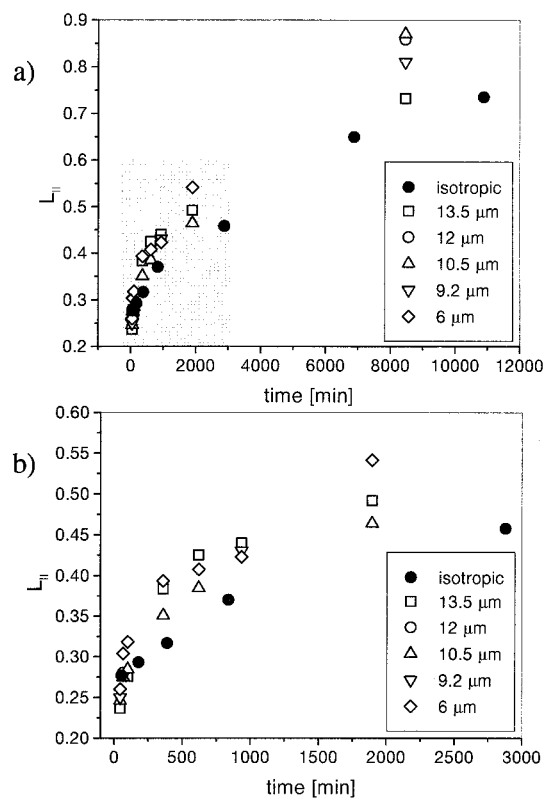 a)
0.9
0.8
0.7
0.6
0.5
0.4
0.3
0.2
L||
isotropic
13.5 μm
12 μm
10.5 μm
9.2 μm
6 μm
0 2000 4000 6000 8000 10000 12000
time [min]
b)
0.60
0.55
0.50
0.45
0.40
0.35
0.30
0.25
0.20
L||
isotropic
13.5 μm
12 μm
10.5 μm
9.2 μm
6 μm
0 500 1000 1500 2000 2500 3000
time [min]